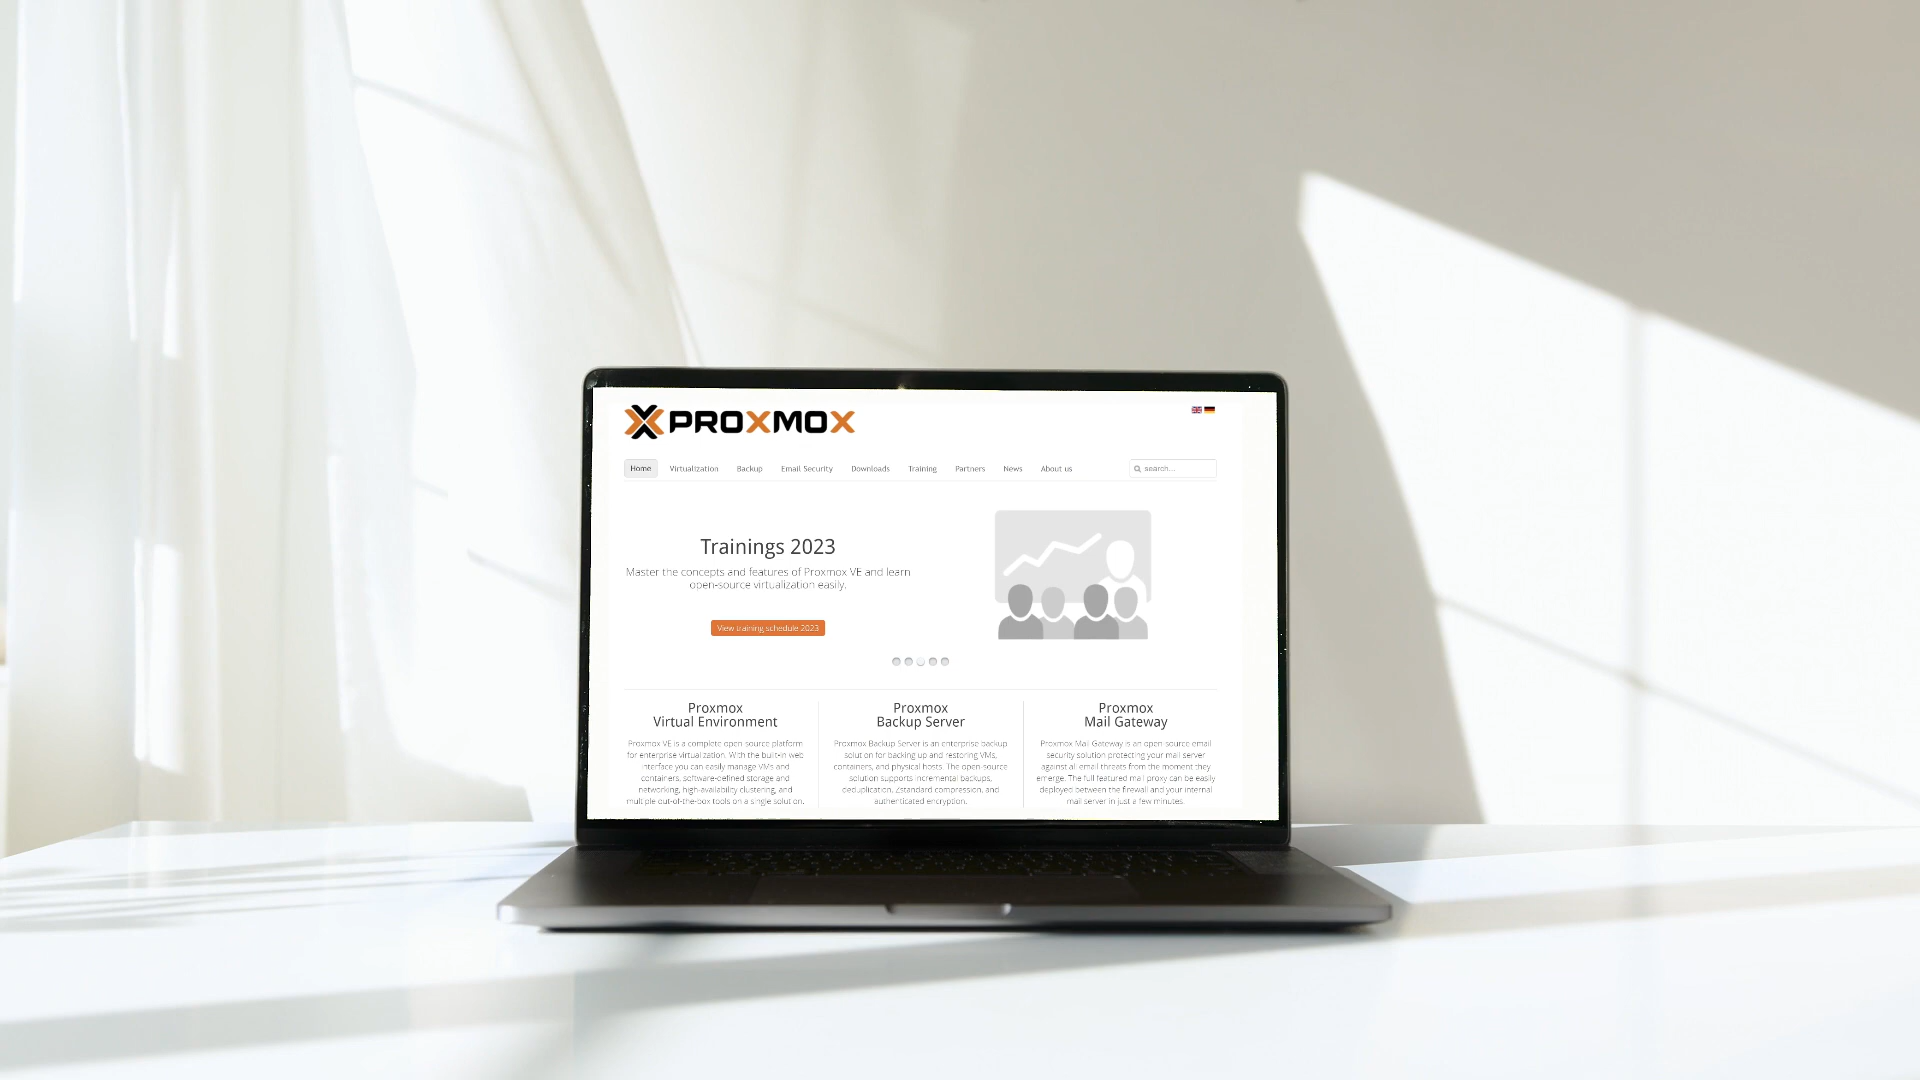 PROXMOX
Home Virtualization Backup Email Security Downloads Training Partners News About us search...
Trainings 2023
Master the concepts and features of Proxmox VE and learn
open-source virtualization easily.
View training schedule 2023
Proxmox
Virtual Environment
Proxmox VE is a complete open-source platform
for enterprise virtualization. With the built-in web
interface you can easily manage VMs and
containers, software-defined storage and
networking, high-availability clustering, and
multiple out-of-the-box tools on a single solution.
Proxmox
Backup Server
Proxmox Backup Server is an enterprise backup
solution for backing up and restoring VMs,
containers, and physical hosts. The open-source
solution supports incremental backups,
deduplication, Zstandard compression, and
authenticated encryption.
Proxmox
Mail Gateway
Proxmox Mail Gateway is an open-source email
security solution protecting your mail server
against all email threats from the moment they
emerge. The full featured mail proxy can be easily
deployed between the firewall and your internal
mail server in just a few minutes.